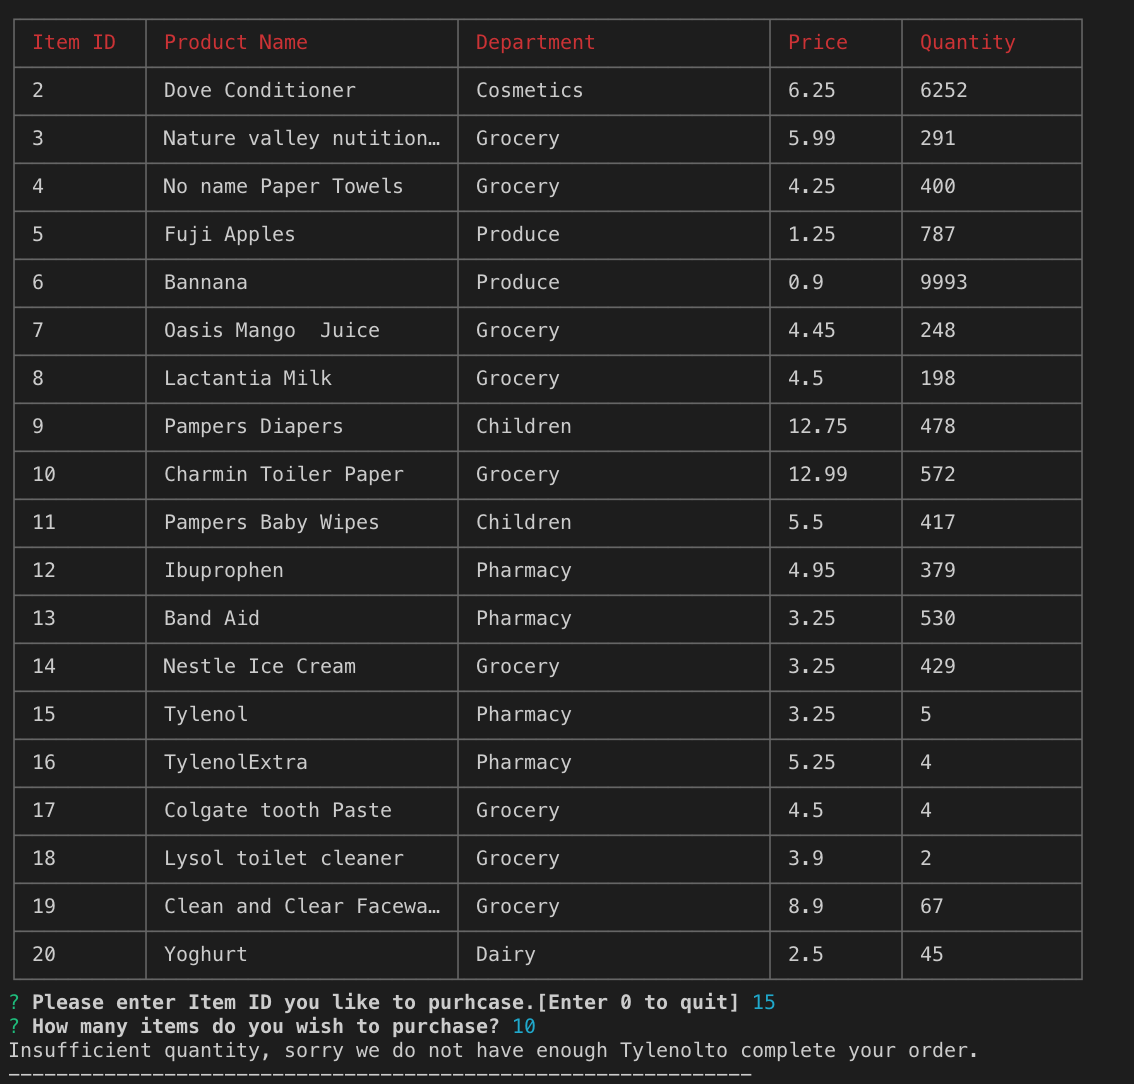 Item ID Product Name Department Price Quantity
2 Dove Conditioner Cosmetics 6.25 6252
3 Nature valley nutition… Grocery 5.99 291
4 No name Paper Towels Grocery 4.25 400
5 Fuji Apples Produce 1.25 787
6 Bannana Produce 0.9 9993
7 Oasis Mango  Juice Grocery 4.45 248
8 Lactantia Milk Grocery 4.5 198
9 Pampers Diapers Children 12.75 478
10 Charmin Toiler Paper Grocery 12.99 572
11 Pampers Baby Wipes Children 5.5 417
12 Ibuprophen Pharmacy 4.95 379
13 Band Aid Pharmacy 3.25 530
14 Nestle Ice Cream Grocery 3.25 429
15 Tylenol Pharmacy 3.25 5
16 TylenolExtra Pharmacy 5.25 4
17 Colgate tooth Paste Grocery 4.5 4
18 Lysol toilet cleaner Grocery 3.9 2
19 Clean and Clear Facewa… Grocery 8.9 67
20 Yoghurt Dairy 2.5 45
? Please enter Item ID you like to purhcase.[Enter 0 to quit] 15
? How many items do you wish to purchase? 10
Insufficient quantity, sorry we do not have enough Tylenolto complete your order.